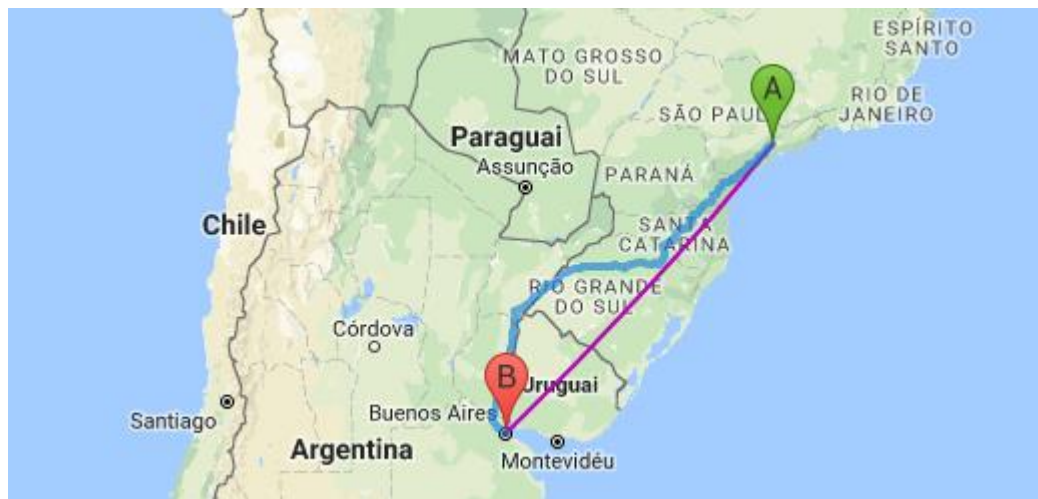 ESPÍRITO
SANTO
MATO GROSSO
DO SUL
A
RIO DE
JANEIRO
SÃO PAUL
Paraguai
Assunção
PARANÁ
Chile
SANTA
CATARINA
RIO GRANDE
DO SUL
Córdova
B
Uruguai
Buenos Aires
Santiago
Argentina
Montevidéu